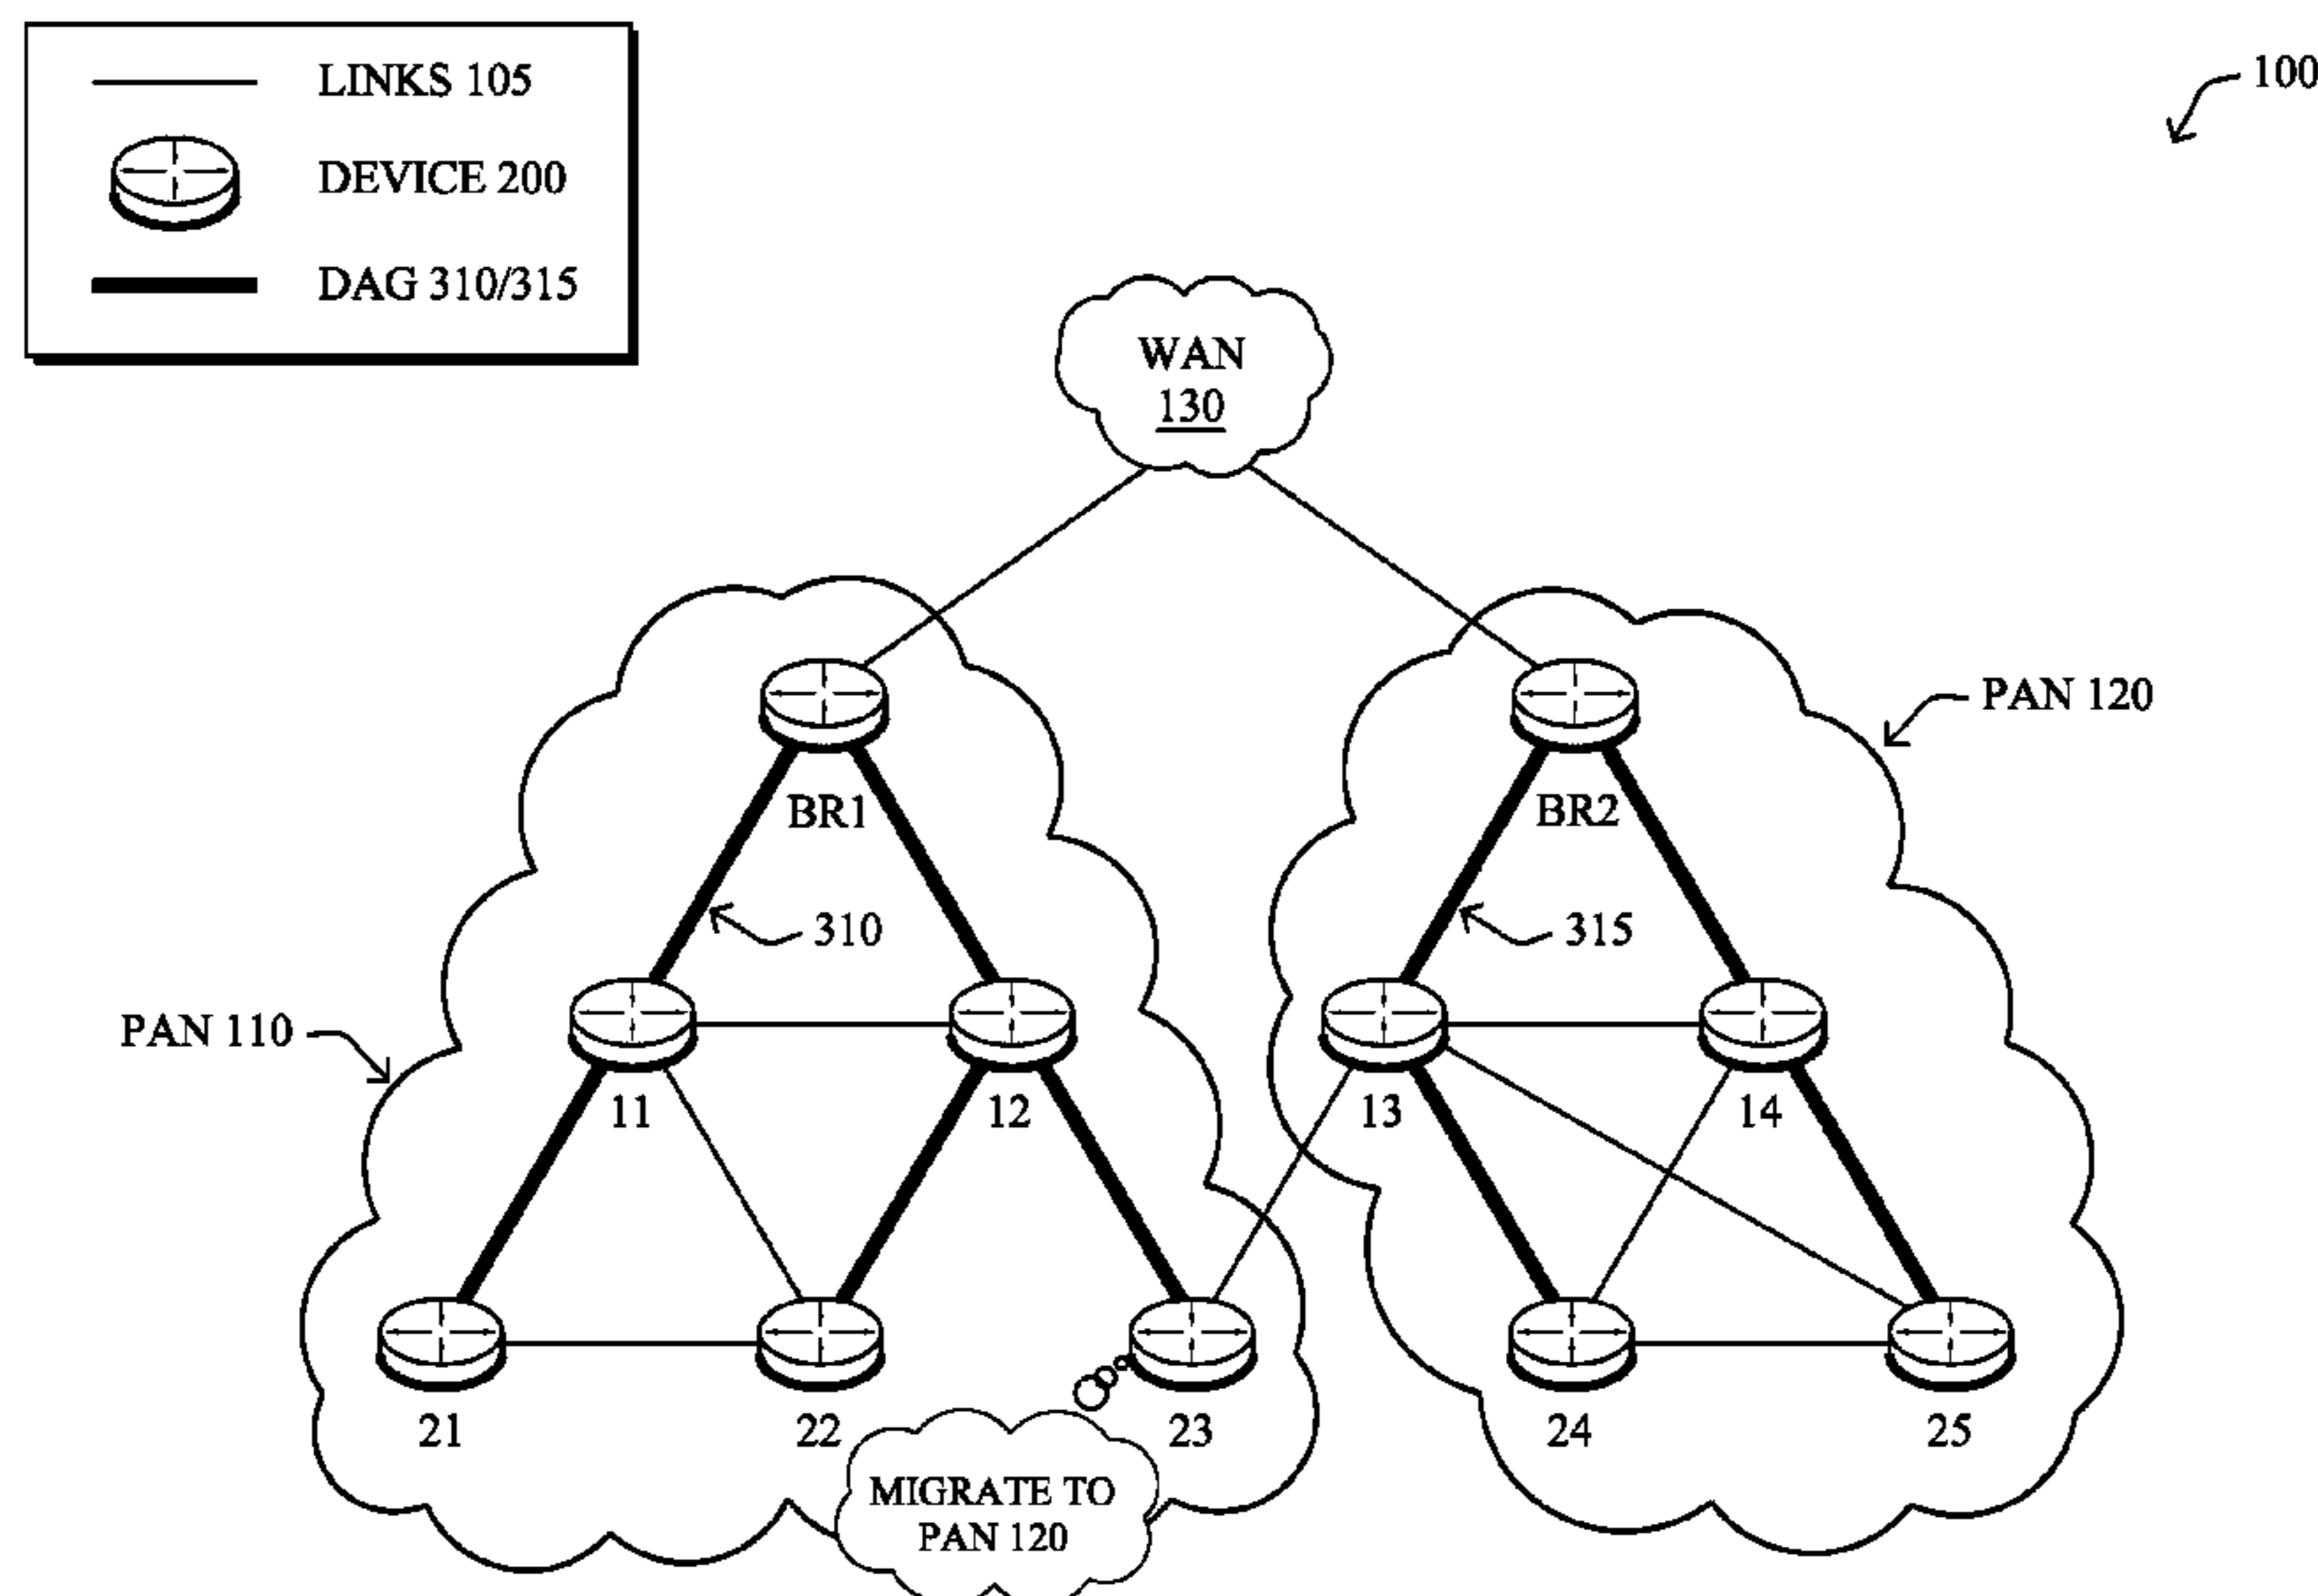 LINKS 105
DEVICE 200
DAG 310/315
100
WAN
130
PAN 120
BR1
BR2
310
315
PAN 110
11
12
13
14
21
22
23
24
25
MIGRATE TO
PAN 120